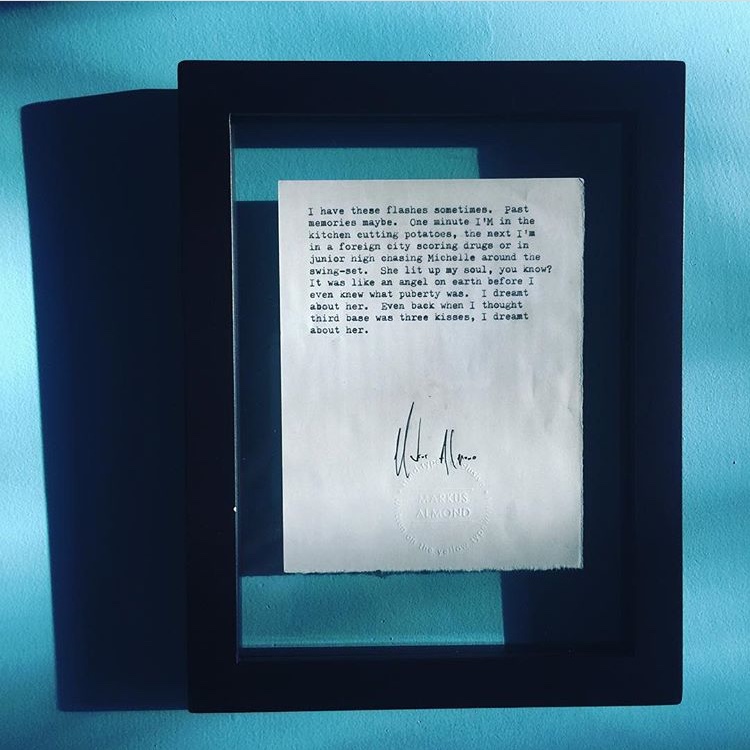 I have these flashes sometimes.  Past
memories maybe.  One minute I'M in the
kitchen cutting potatoes, the next I'm
in a foreign city scoring drugs or in
junior high chasing Michelle around the
swing-set.  She lit up my soul, you know?
It was like an angel on earth before I
even knew what puberty was.  I dreamt
about her.  Even back when I thought
third base was three kisses, I dreamt
about her.
MARKUS
ALMOND
on the yellow